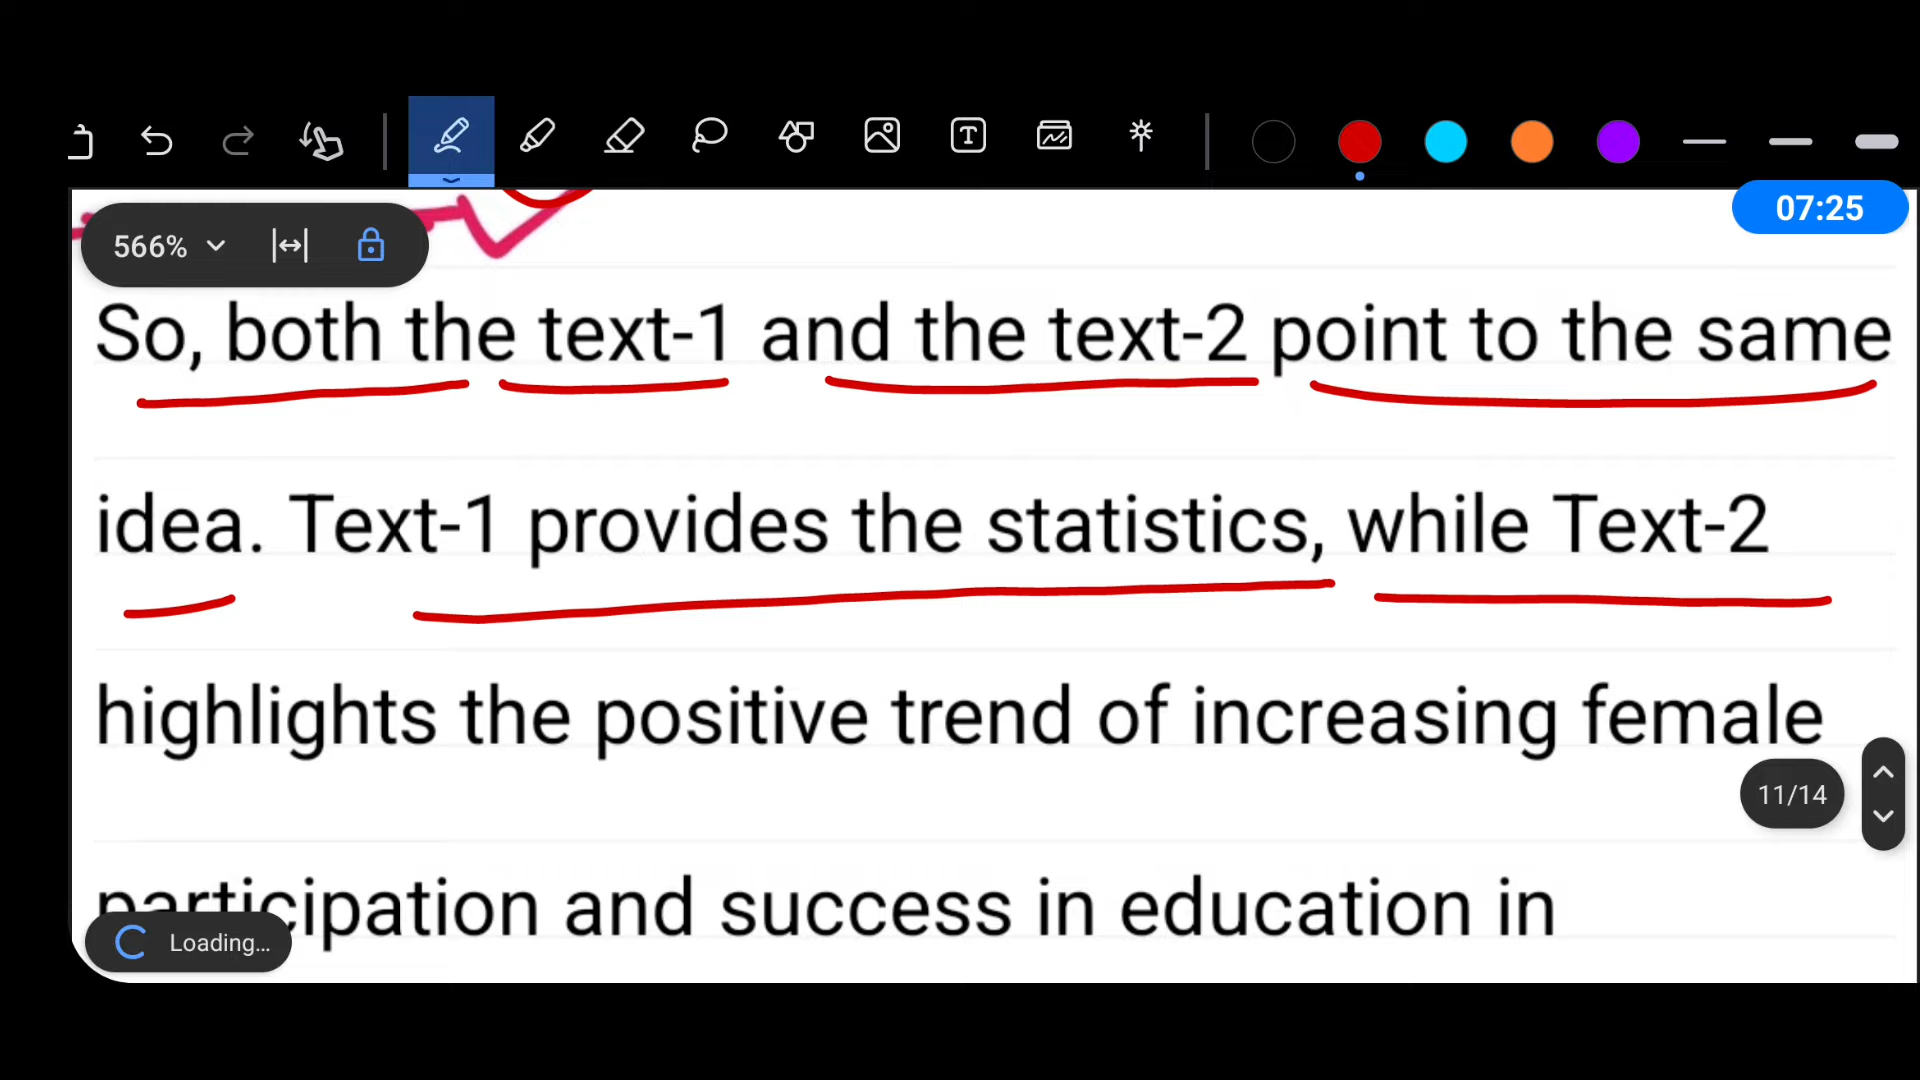 07:25
566%
So, both the text-1 and the text-2 point to the same
idea. Text-1 provides the statistics, while Text-2
highlights the positive trend of increasing female
11/14
participation and success in education in
Loading...